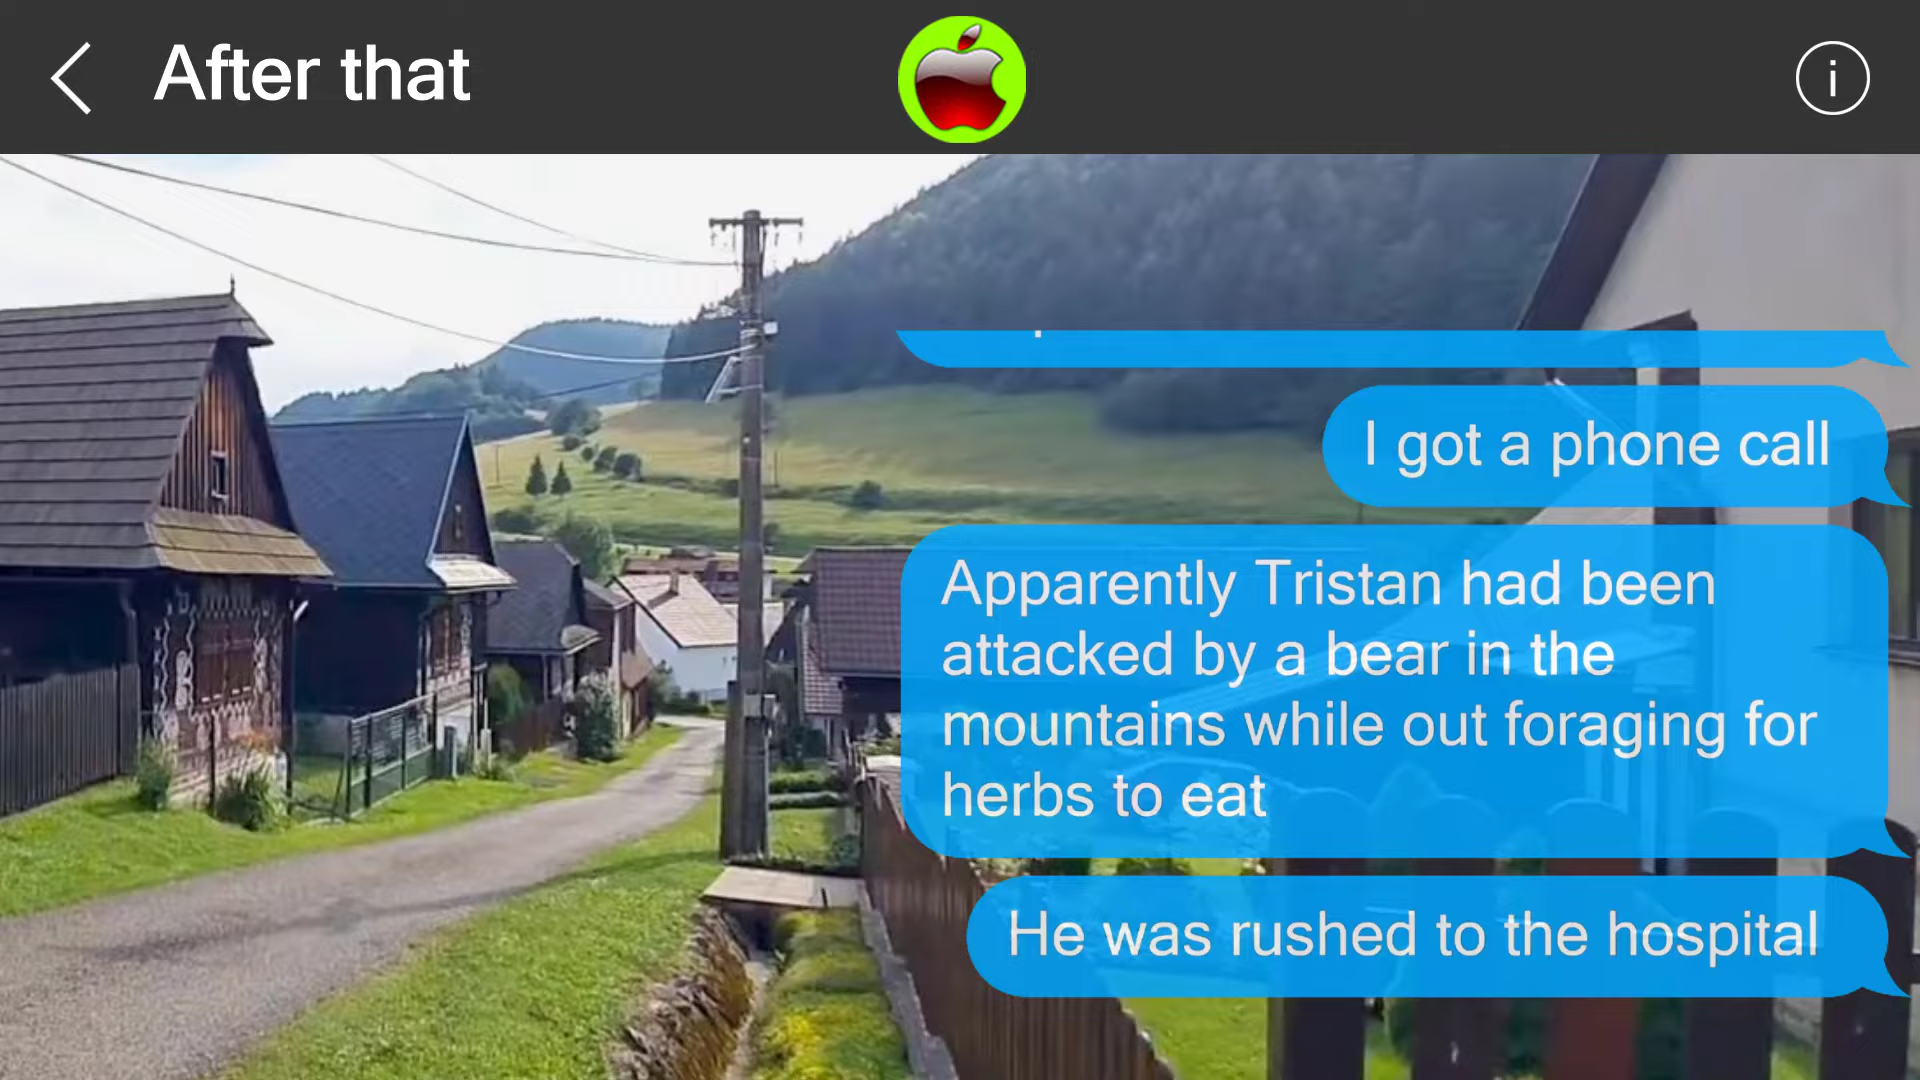 After that
I got a phone call
Apparently Tristan had been
attacked by a bear in the
mountains while out foraging for
herbs to eat
He was rushed to the hospital